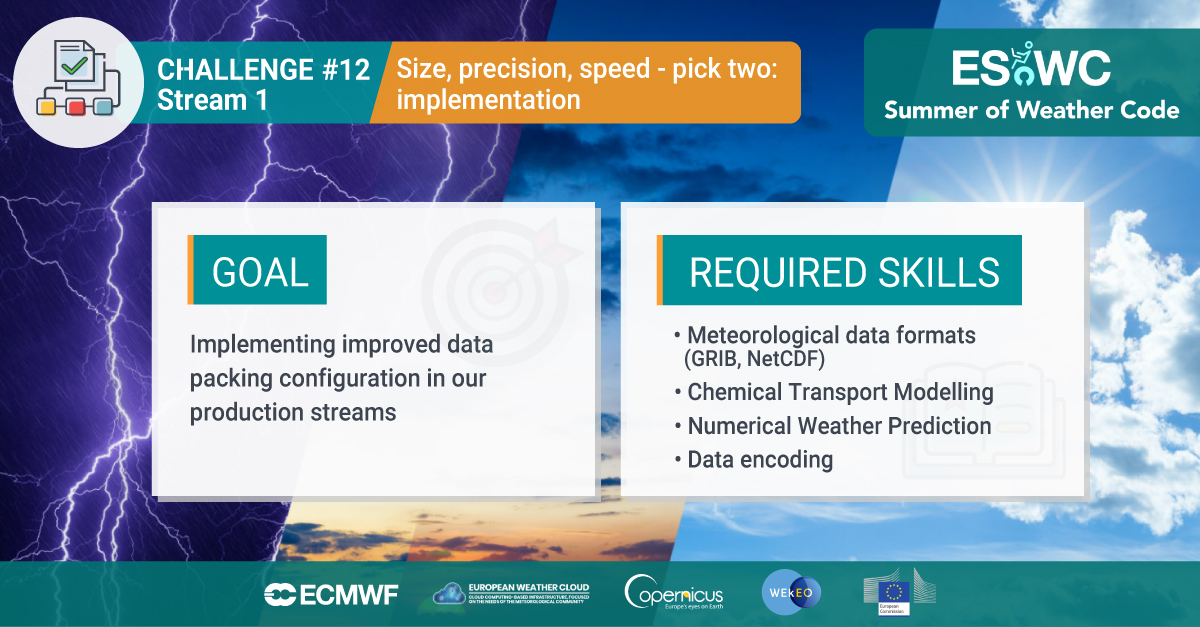 CHALLENGE #12
Stream 1
Size, precision, speed - pick two:
implementation
ESoWC
Summer of Weather Code
GOAL
Implementing improved data
packing configuration in our
production streams
REQUIRED SKILLS
• Meteorological data formats
(GRIB, NetCDF)
• Chemical Transport Modelling
• Numerical Weather Prediction
• Data encoding
ECMWF
EUROPEAN WEATHER CLOUD
CLOUD COMPUTING-BASED INFRASTRUCTURE, FOCUSED
ON THE NEEDS OF THE METEOROLOGICAL COMMUNITY
Copernicus
Europe's eyes on Earth
WEkEO
European
Commission